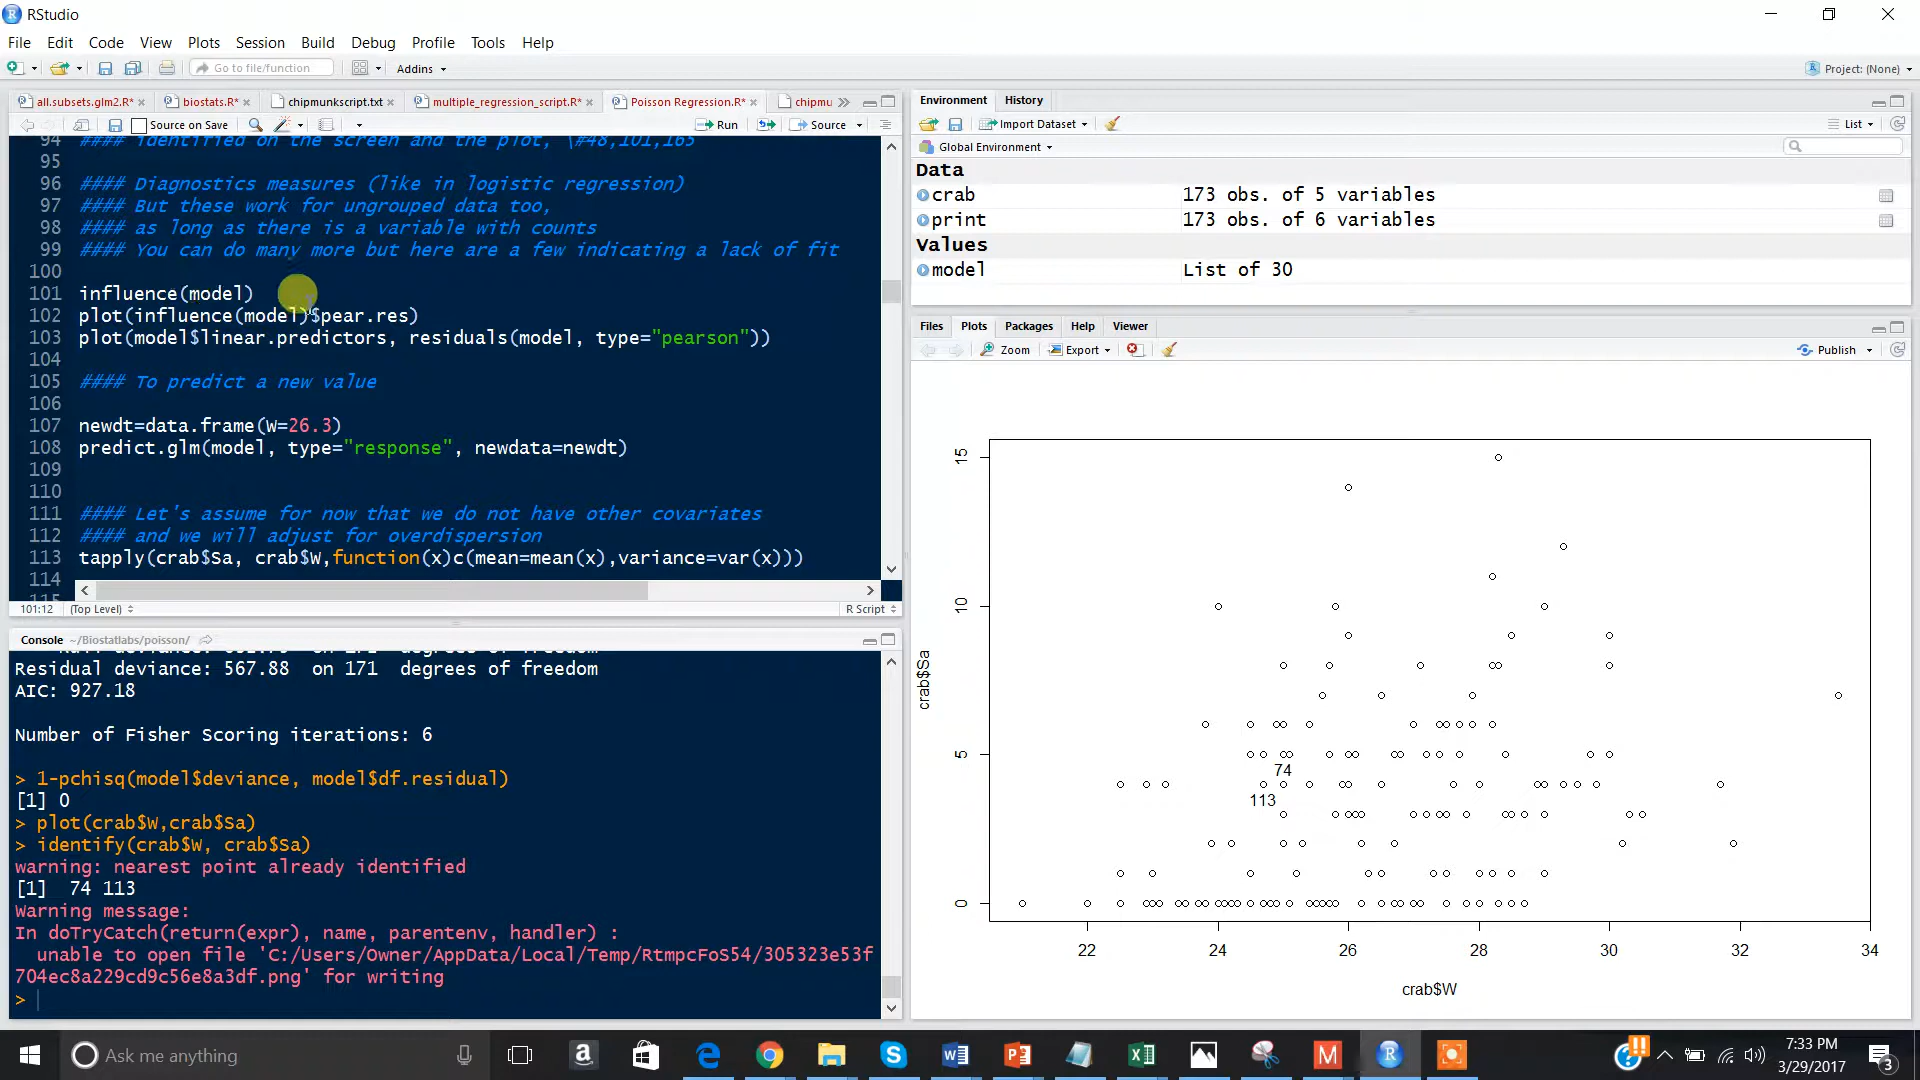 RStudio
File Edit Code View Plots Session Build Debug Profile Tools Help
Go to file/function Addins Project: (None)
all.subsets.glm2.R* biostats.R* chipmunkscript.txt multiple_regression_script.R* Poisson Regression.R* chipmu
Source on Save Run Source
94 #### identified on the screen and the plot, \#48,101,165
95
96 #### Diagnostics measures (like in logistic regression)
97 #### But these work for ungrouped data too,
98 #### as long as there is a variable with counts
99 #### You can do many more but here are a few indicating a lack of fit
100
101 influence(model)
102 plot(influence(model)$pear.res)
103 plot(model$linear.predictors, residuals(model, type="pearson"))
104
105 #### To predict a new value
106
107 newdt=data.frame(W=26.3)
108 predict.glm(model, type="response", newdata=newdt)
109
110
111 #### Let's assume for now that we do not have other covariates
112 #### and we will adjust for overdispersion
113 tapply(crab$Sa, crab$W,function(x)c(mean=mean(x),variance=var(x)))
114
101:12 (Top Level) R Script
Console ~/Biostatlabs/poisson/
Residual deviance: 567.88 on 171 degrees of freedom
AIC: 927.18
Number of Fisher Scoring iterations: 6
> 1-pchisq(model$deviance, model$df.residual)
[1] 0
> plot(crab$W,crab$Sa)
> identify(crab$W, crab$Sa)
warning: nearest point already identified
[1] 74 113
Warning message:
In doTryCatch(return(expr), name, parentenv, handler) :
unable to open file 'C:/Users/Owner/AppData/Local/Temp/RtmpcFoS54/305323e53f
704ec8a229cd9c56e8a3df.png' for writing
>
Environment History
Import Dataset List
Global Environment
Data
crab 173 obs. of 5 variables
print 173 obs. of 6 variables
Values
model List of 30
Files Plots Packages Help Viewer
Zoom Export Publish
15
10
5
0
crab$Sa
74
113
22 24 26 28 30 32 34
crab$W
Ask me anything
7:33 PM
3/29/2017
3